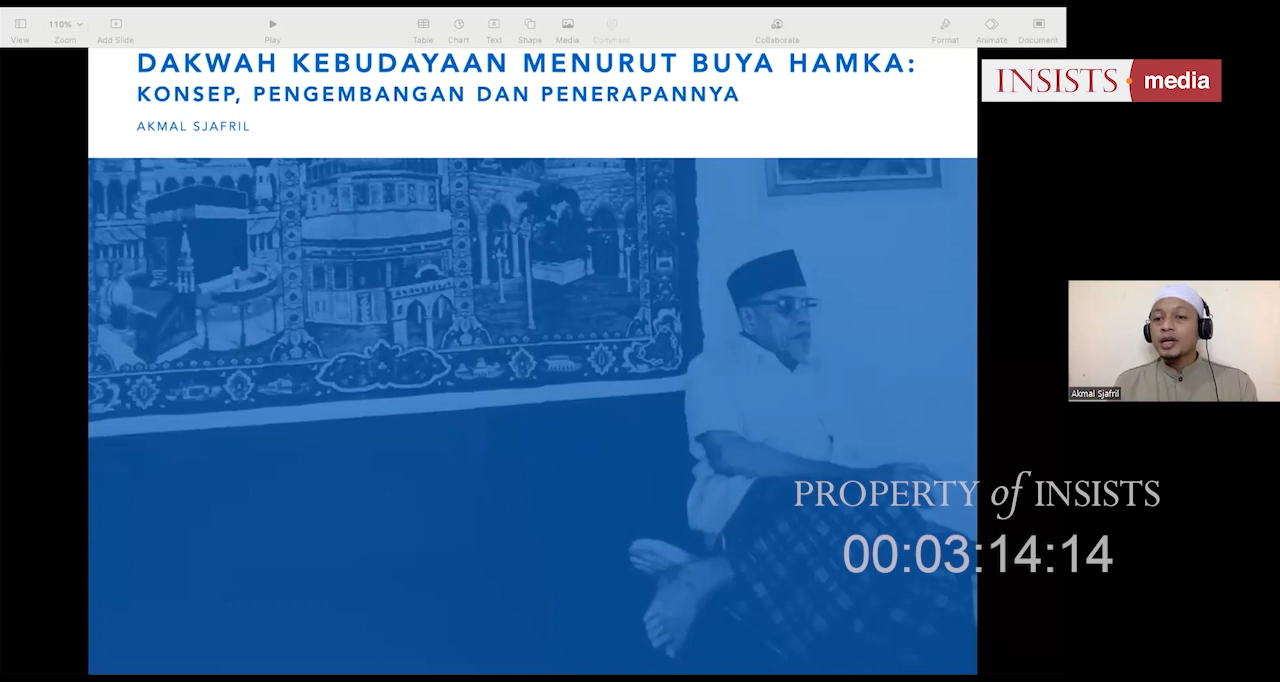 110%
View
Zoom
Add Slide
Play
Table
Chart
Text
Shape
Media
Comment
Collaborate
Format
Animate
Document
DAKWAH KEBUDAYAAN MENURUT BUYA HAMKA:
KONSEP, PENGEMBANGAN DAN PENERAPANNYA
AKMAL SJAFRIL
INSISTS media
Akmal Sjafril
PROPERTY of INSISTS
00:03:14:14